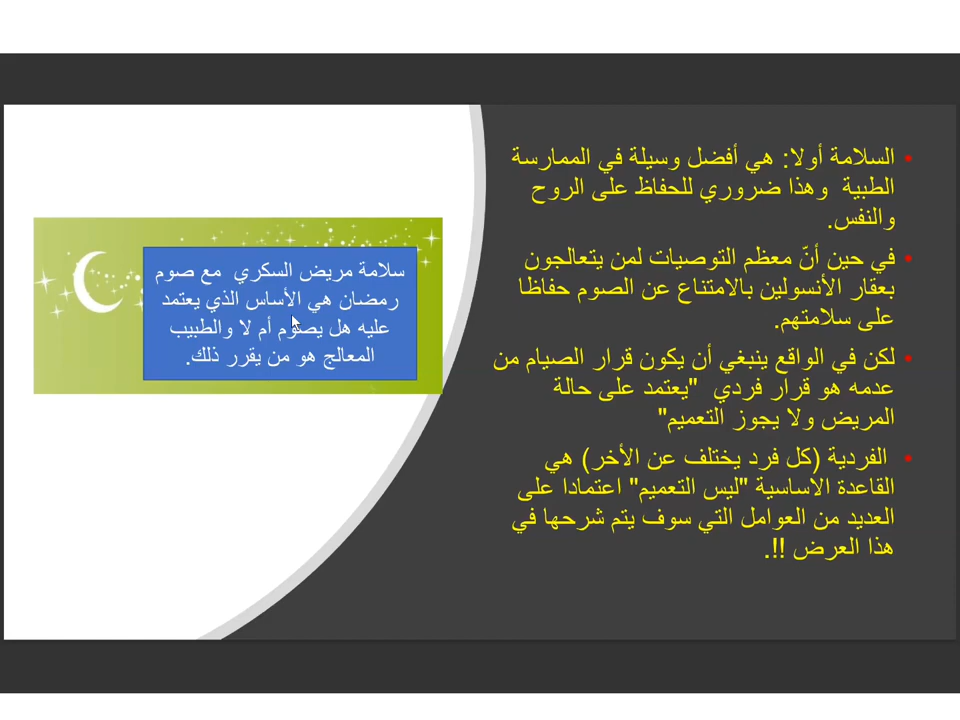 السلامة أولا: هي أفضل وسيلة في الممارسة
الطبية وهذا ضروري للحفاظ على الروح
والنفس.
في حين أنّ معظم التوصيات لمن يتعالجون
بعقار الأنسولين بالامتناع عن الصوم حفاظا
على سلامتهم.
لكن في الواقع ينبغي أن يكون قرار الصيام من
عدمه هو قرار فردي "يعتمد على حالة
المريض ولا يجوز التعميم"
الفردية (كل فرد يختلف عن الأخر) هي
القاعدة الاساسية "ليس التعميم" اعتمادا على
العديد من العوامل التي سوف يتم شرحها في
هذا العرض !!.
سلامة مريض السكري مع صوم
رمضان هي الأساس الذي يعتمد
عليه هل يصوم أم لا والطبيب
المعالج هو من يقرر ذلك.